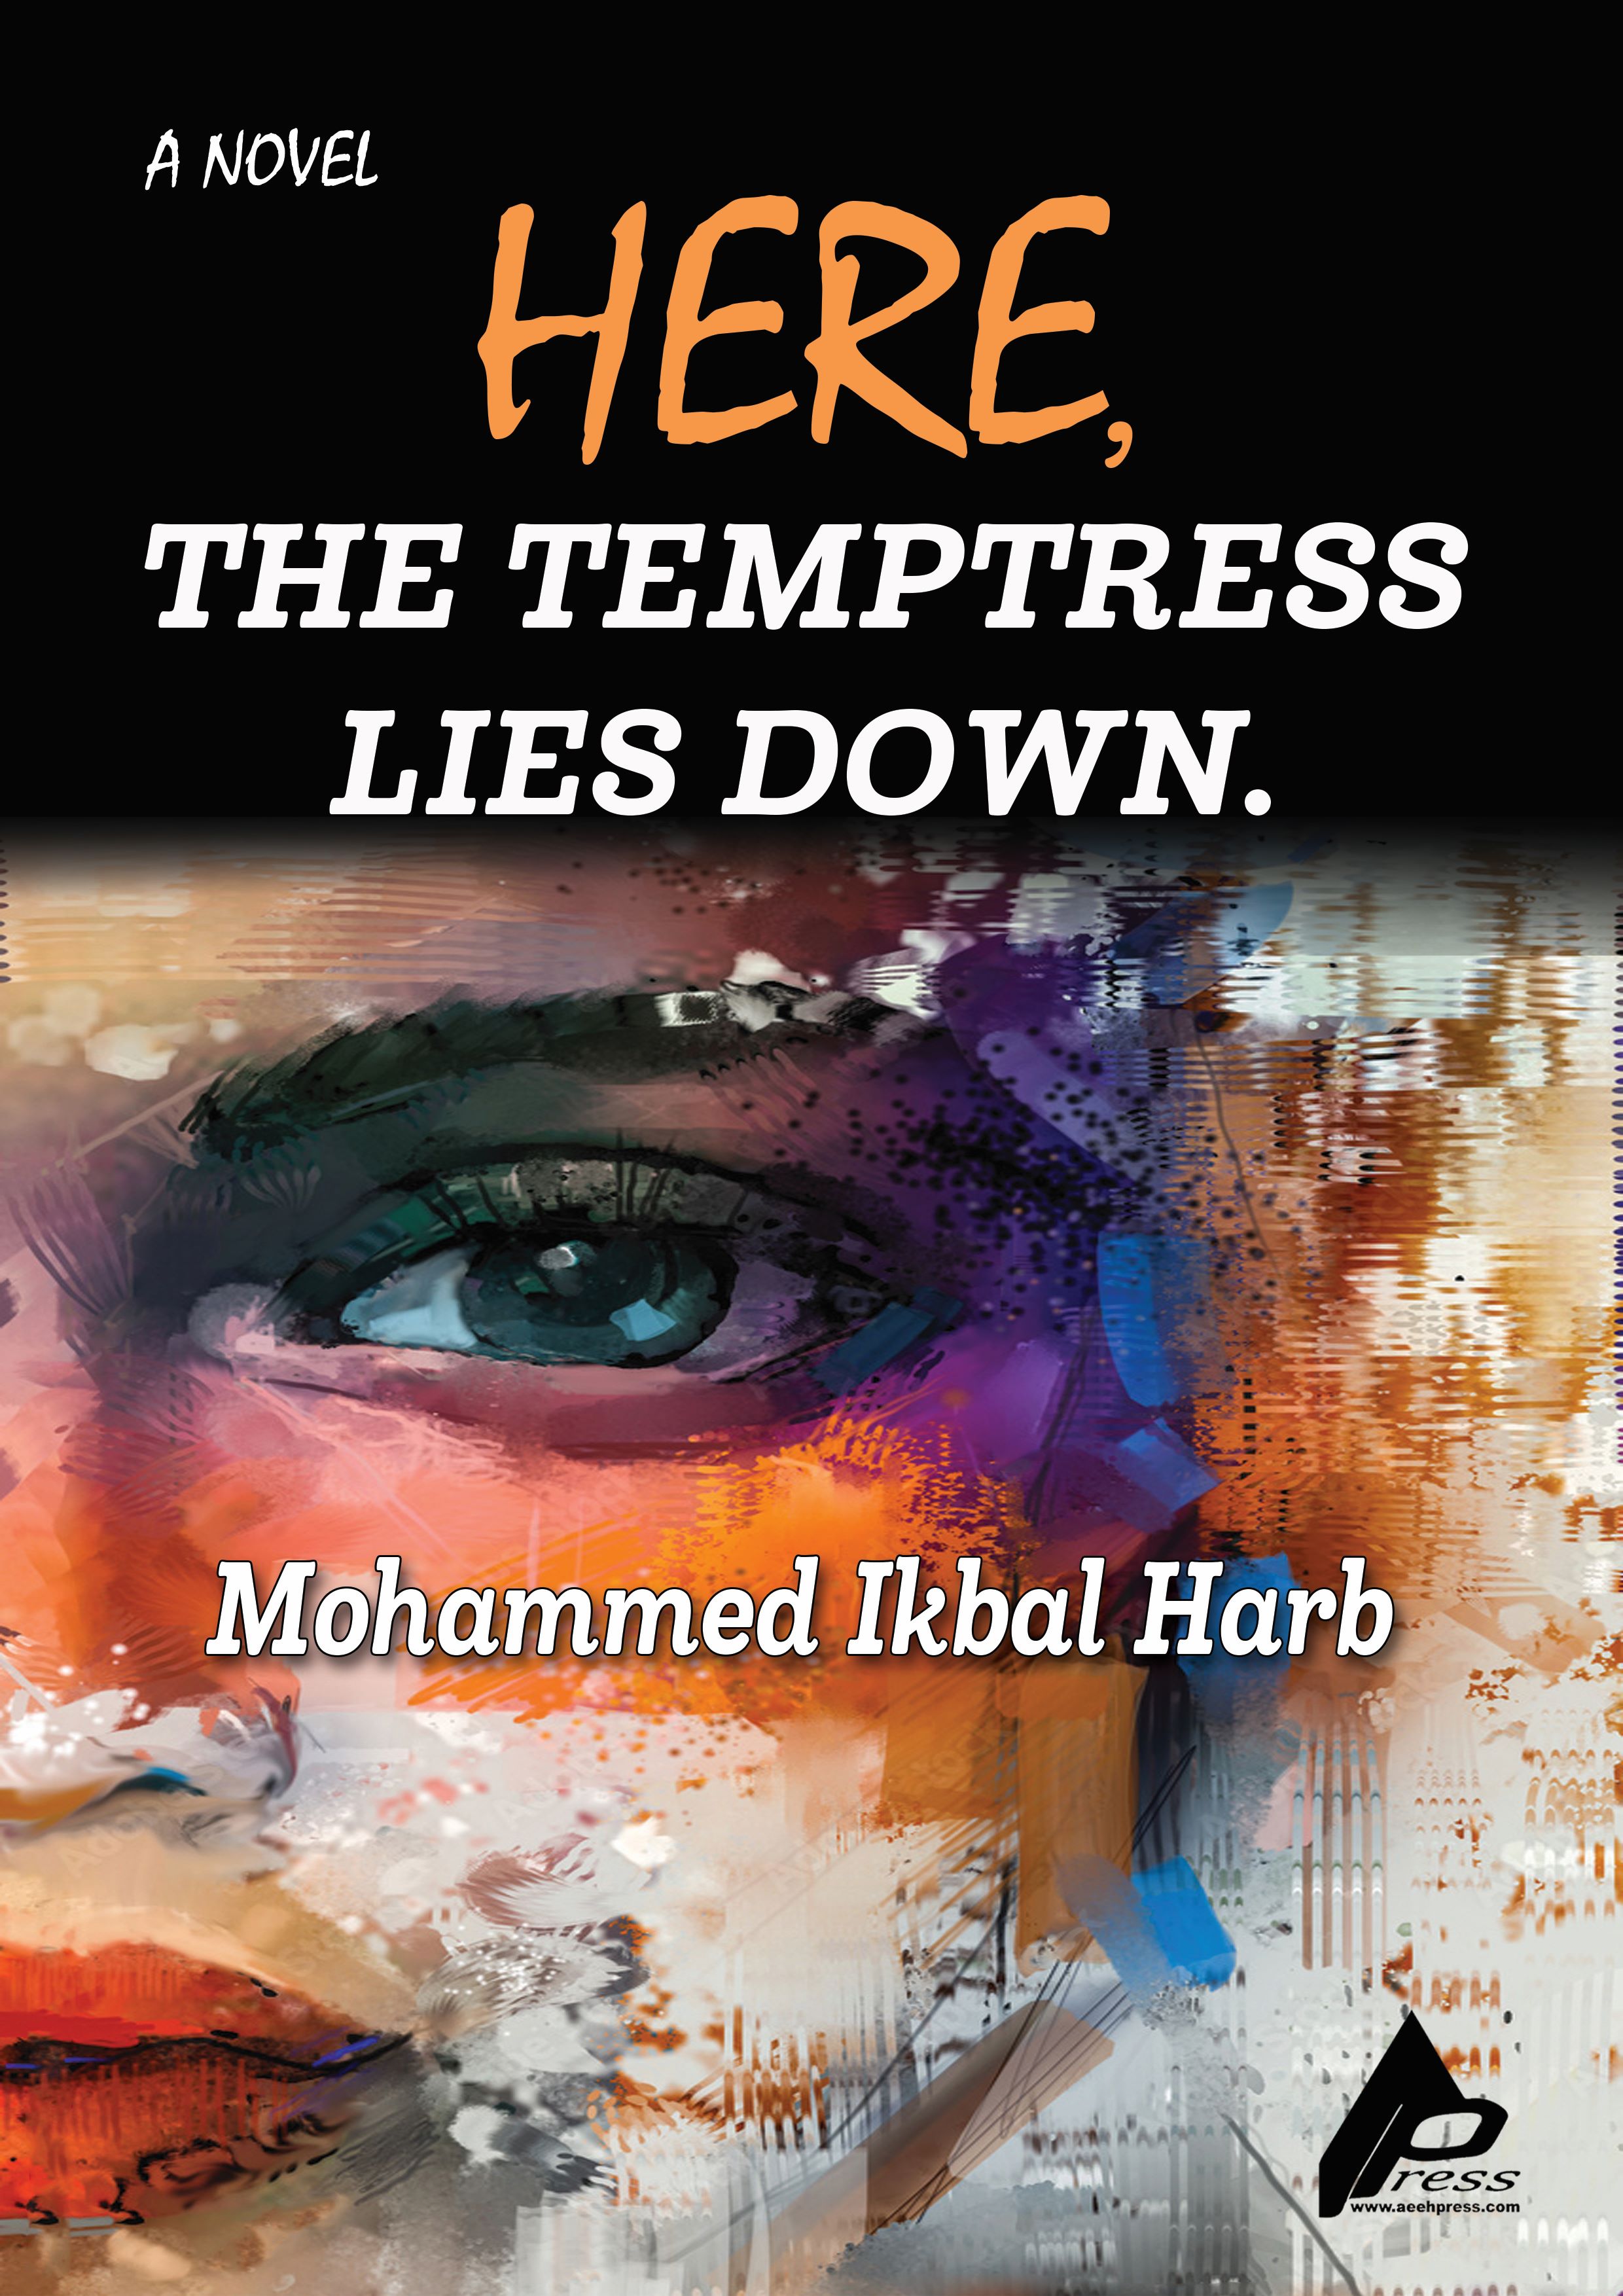 A NOVEL
HERE,
THE TEMPTRESS
LIES DOWN.
Mohammed Ikbal Harb
Press
www.aeehpress.com